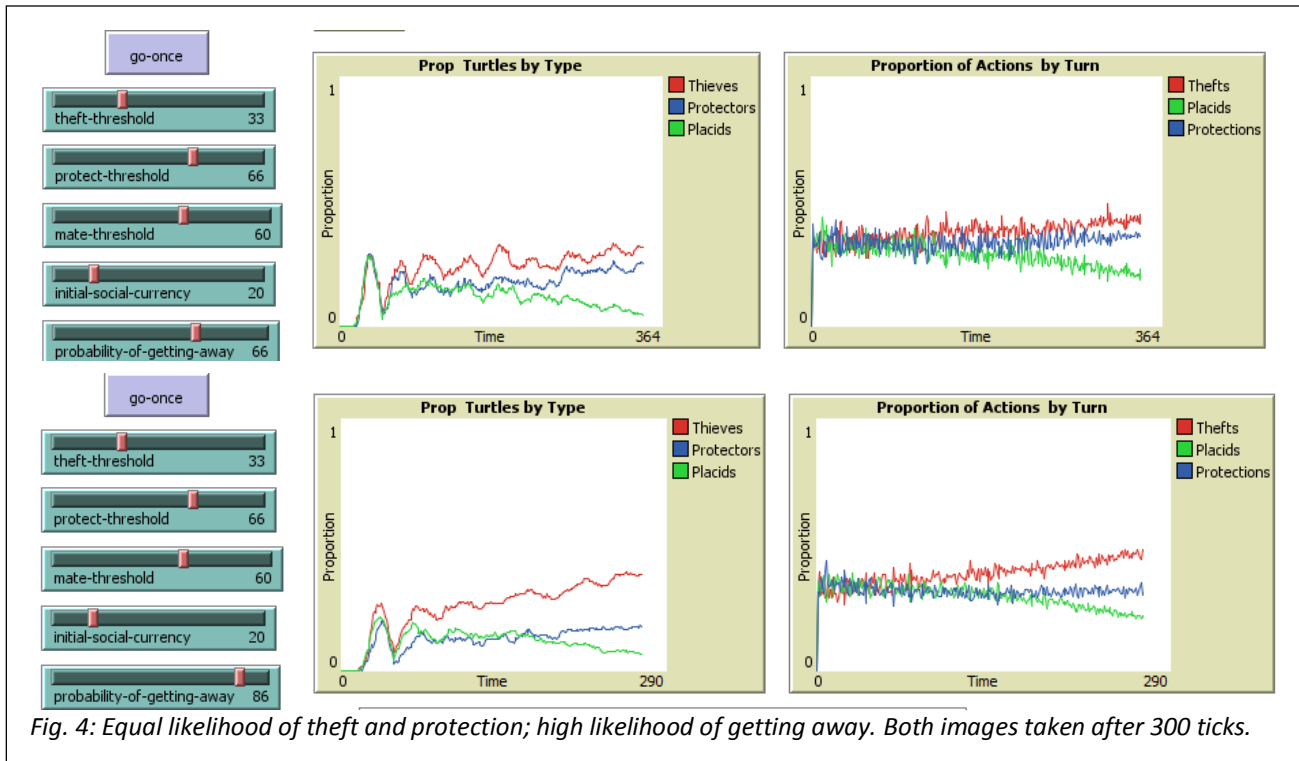 go-once
theft-threshold 33
protect-threshold 66
mate-threshold 60
initial-social-currency 20
probability-of-getting-away 66
Prop Turtles by Type
1
Proportion
0
0 Time 364
Thieves
Protectors
Placids
Proportion of Actions by Turn
1
Proportion
0
0 Time 364
Thefts
Placids
Protections
go-once
theft-threshold 33
protect-threshold 66
mate-threshold 60
initial-social-currency 20
probability-of-getting-away 86
Prop Turtles by Type
1
Proportion
0
0 Time 290
Thieves
Protectors
Placids
Proportion of Actions by Turn
1
Proportion
0
0 Time 290
Thefts
Placids
Protections
Fig. 4: Equal likelihood of theft and protection; high likelihood of getting away. Both images taken after 300 ticks.